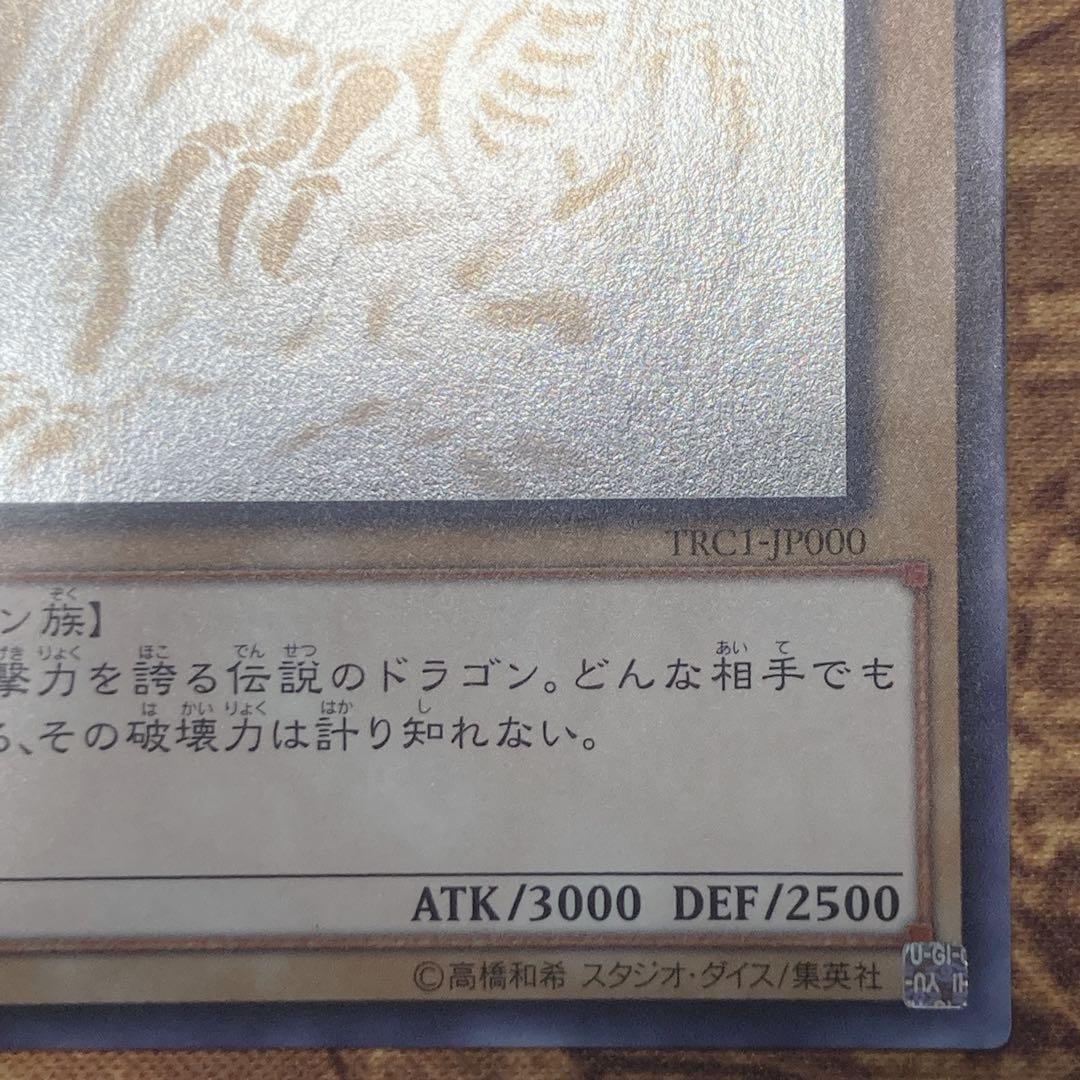 TRC1-JP000
ン族】
撃力を誇る伝説のドラゴン。どんな相手でも
る、その破壊力は計り知れない。
ATK/3000 DEF/2500
©高橋和希 スタジオ・ダイス/集英社